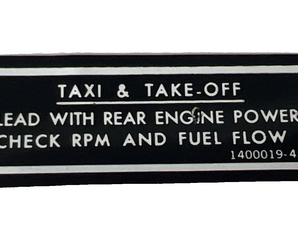 TAXI & TAKE-OFF
LEAD WITH REAR ENGINE POWER
CHECK RPM AND FUEL FLOW
1400019-4